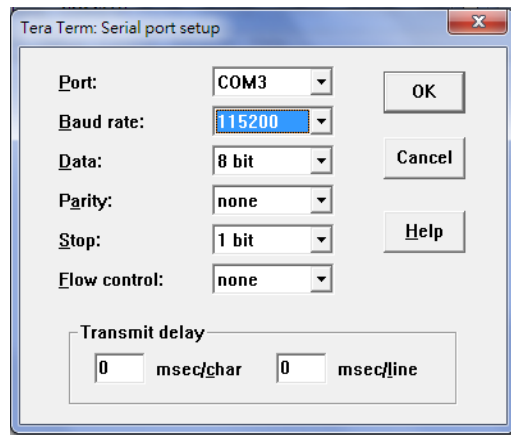 Tera Term: Serial port setup
Port: COM3
OK
Baud rate: 115200
Data: 8 bit
Cancel
Parity: none
Stop: 1 bit
Help
Flow control: none
Transmit delay
0 msec/char 0 msec/line